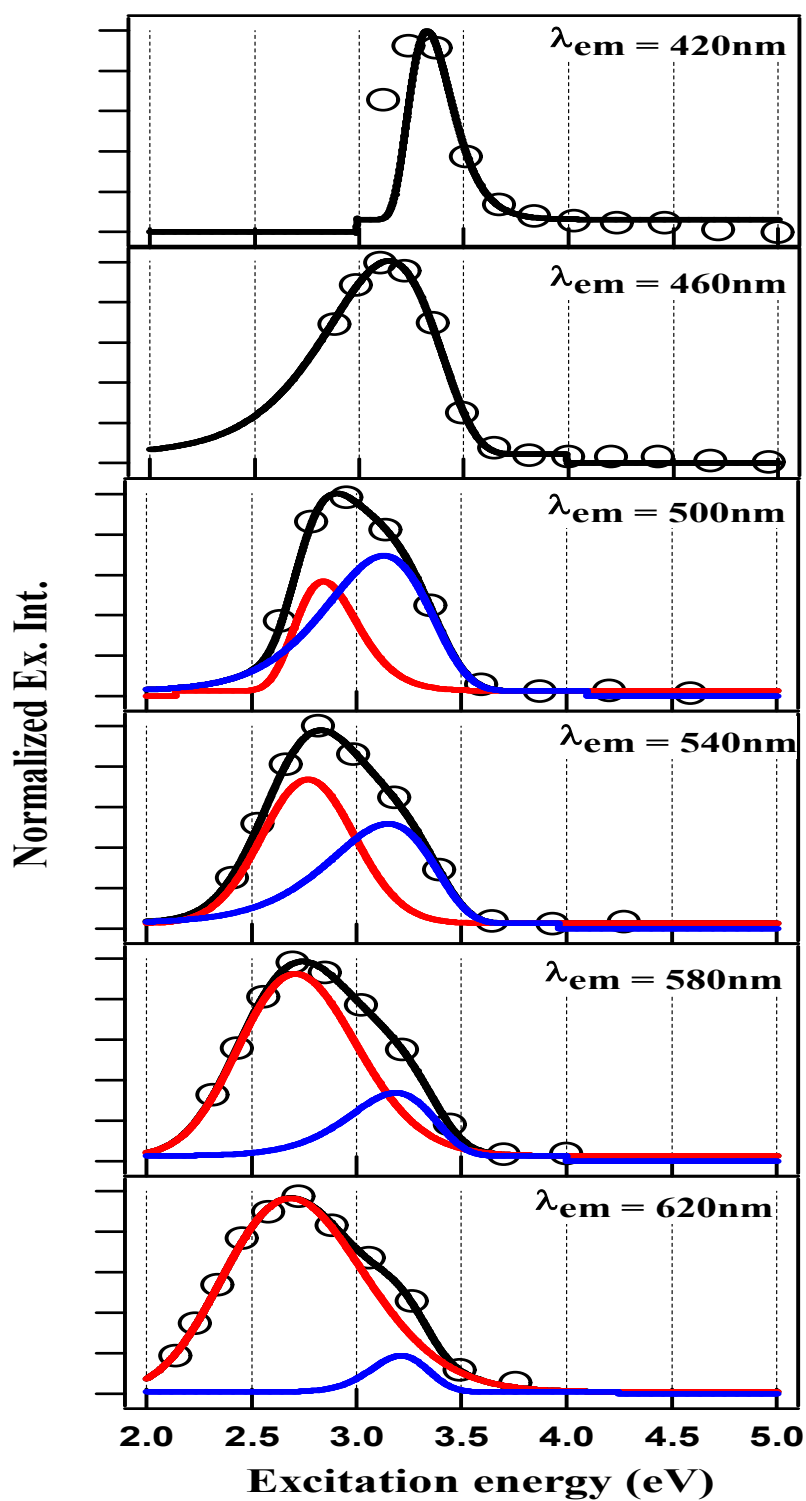 λem = 420nm
λem = 460nm
λem = 500nm
λem = 540nm
λem = 580nm
λem = 620nm
Normalized Ex. Int.
2.0 2.5 3.0 3.5 4.0 4.5 5.0
Excitation energy (eV)